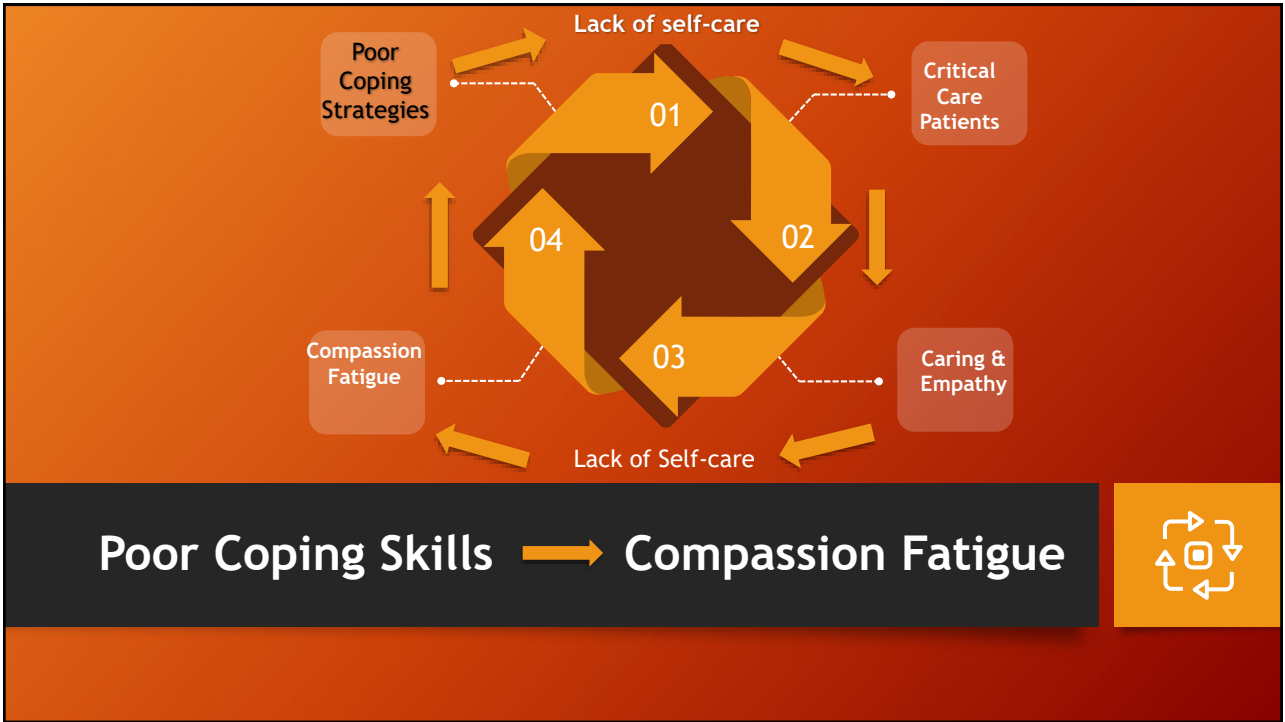 Lack of self-care
Poor
Coping
Strategies
Critical
Care
Patients
01
02
03
04
Compassion
Fatigue
Caring &
Empathy
Lack of Self-care
Poor Coping Skills
Compassion Fatigue